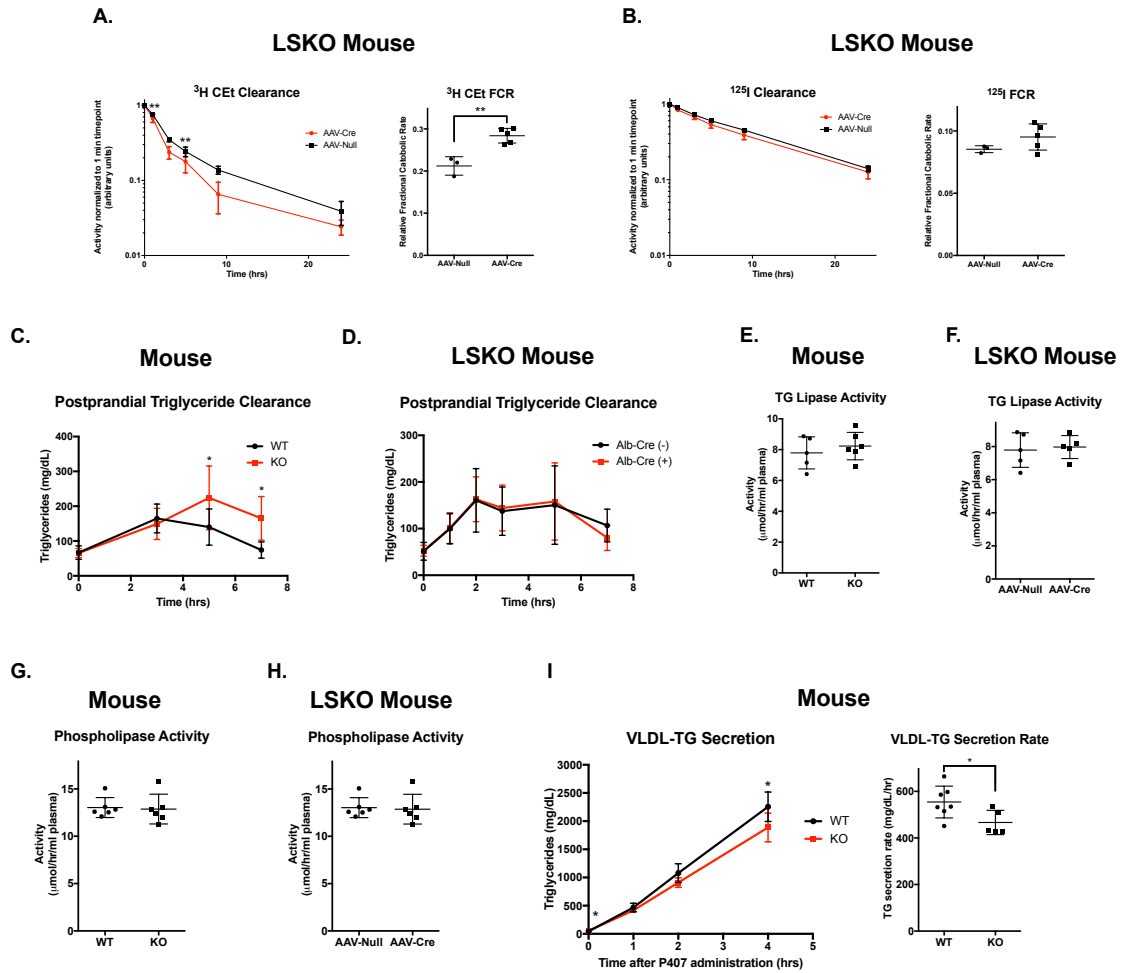 A.
LSKO Mouse
³H CEt Clearance
Activity normalized to 1 min timepoint
(arbitrary units)
1
0.1
0.01
**
**
AAV-Cre
AAV-Null
0
10
20
Time (hrs)
³H CEt FCR
**
Relative Fractional Catobolic Rate
0.3
0.2
0.1
0.0
AAV-Null
AAV-Cre
B.
LSKO Mouse
¹²⁵I Clearance
Activity normalized to 1 min timepoint
(arbitrary units)
1
0.1
0.01
AAV-Cre
AAV-Null
0
10
20
Time (hrs)
¹²⁵I FCR
Relative Fractional Catobolic Rate
0.10
0.05
0.00
AAV-Null
AAV-Cre
C.
Mouse
Postprandial Triglyceride Clearance
Triglycerides (mg/dL)
400
300
200
100
0
*
*
WT
KO
0
2
4
6
8
Time (hrs)
D.
LSKO Mouse
Postprandial Triglyceride Clearance
Triglycerides (mg/dL)
300
200
100
0
Alb-Cre (-)
Alb-Cre (+)
0
2
4
6
8
Time (hrs)
E.
Mouse
TG Lipase Activity
Activity
(μmol/hr/ml plasma)
10
8
6
4
2
0
WT
KO
F.
LSKO Mouse
TG Lipase Activity
Activity
(μmol/hr/ml plasma)
10
8
6
4
2
0
AAV-Null
AAV-Cre
G.
Mouse
Phospholipase Activity
Activity
(μmol/hr/ml plasma)
15
10
5
0
WT
KO
H.
LSKO Mouse
Phospholipase Activity
Activity
(μmol/hr/ml plasma)
15
10
5
0
AAV-Null
AAV-Cre
I
Mouse
VLDL-TG Secretion
Triglycerides (mg/dL)
3000
2500
2000
1500
1000
500
0
*
*
WT
KO
0
1
2
3
4
5
Time after P407 administration (hrs)
VLDL-TG Secretion Rate
*
TG secretion rate (mg/dL/hr)
600
400
200
0
WT
KO